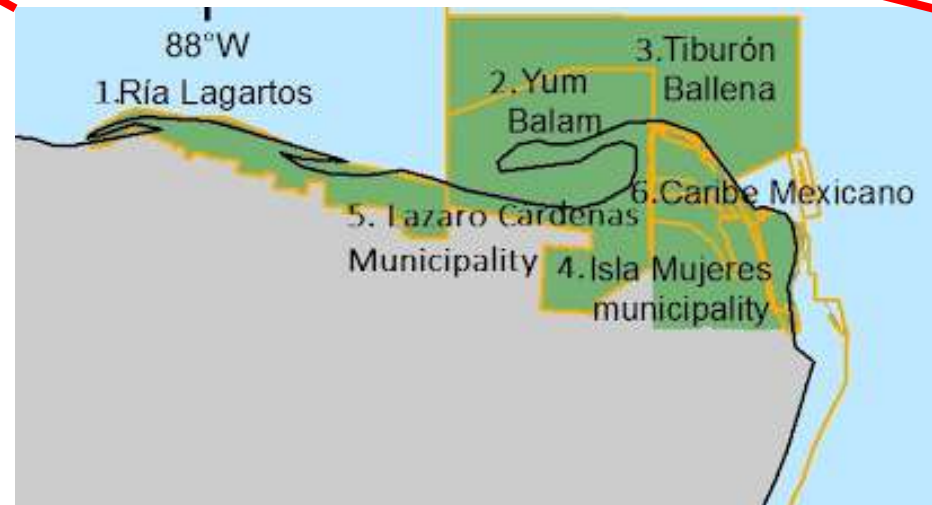 88°W
1.Ría Lagartos
2.Yum
Balam
3.Tiburón
Ballena
6.Caribe Mexicano
5. Lazaro Cardenas
Municipality
4.Isla Mujeres
municipality